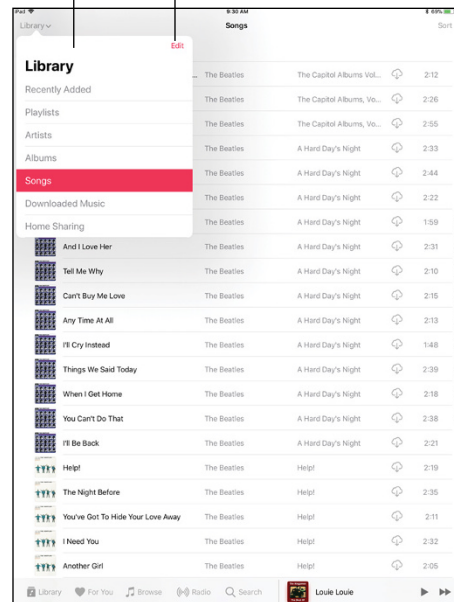 iPad 9:30 AM 69%
Library Songs Sort
Edit
Library
Recently Added
Playlists
Artists
Albums
Songs
Downloaded Music
Home Sharing
The Beatles The Capitol Albums Vol... 2:12
The Beatles The Capitol Albums, Vo... 2:26
The Beatles The Capitol Albums, Vo... 2:55
The Beatles A Hard Day's Night 2:33
The Beatles A Hard Day's Night 2:44
The Beatles A Hard Day's Night 2:22
The Beatles A Hard Day's Night 1:59
And I Love Her The Beatles A Hard Day's Night 2:31
Tell Me Why The Beatles A Hard Day's Night 2:10
Can't Buy Me Love The Beatles A Hard Day's Night 2:15
Any Time At All The Beatles A Hard Day's Night 2:13
I'll Cry Instead The Beatles A Hard Day's Night 1:48
Things We Said Today The Beatles A Hard Day's Night 2:39
When I Get Home The Beatles A Hard Day's Night 2:18
You Can't Do That The Beatles A Hard Day's Night 2:38
I'll Be Back The Beatles A Hard Day's Night 2:21
Help! The Beatles Help! 2:19
The Night Before The Beatles Help! 2:35
You've Got To Hide Your Love Away The Beatles Help! 2:11
I Need You The Beatles Help! 2:32
Another Girl The Beatles Help! 2:05
Library For You Browse Radio Search Louie Louie